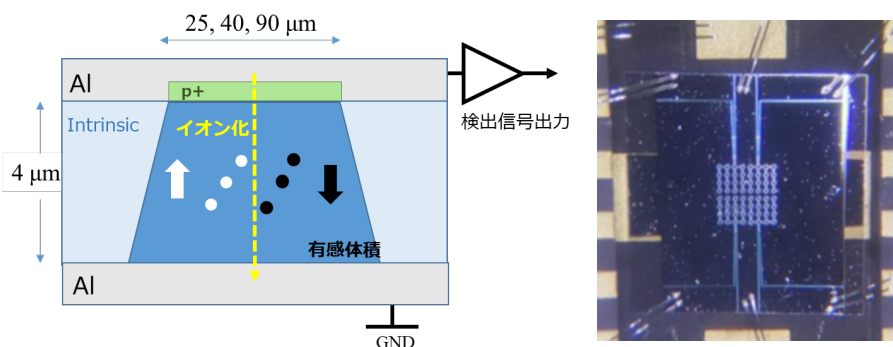 25, 40, 90 μm
Al
p+
Intrinsic
イオン化
検出信号出力
4 μm
有感体積
Al
GND